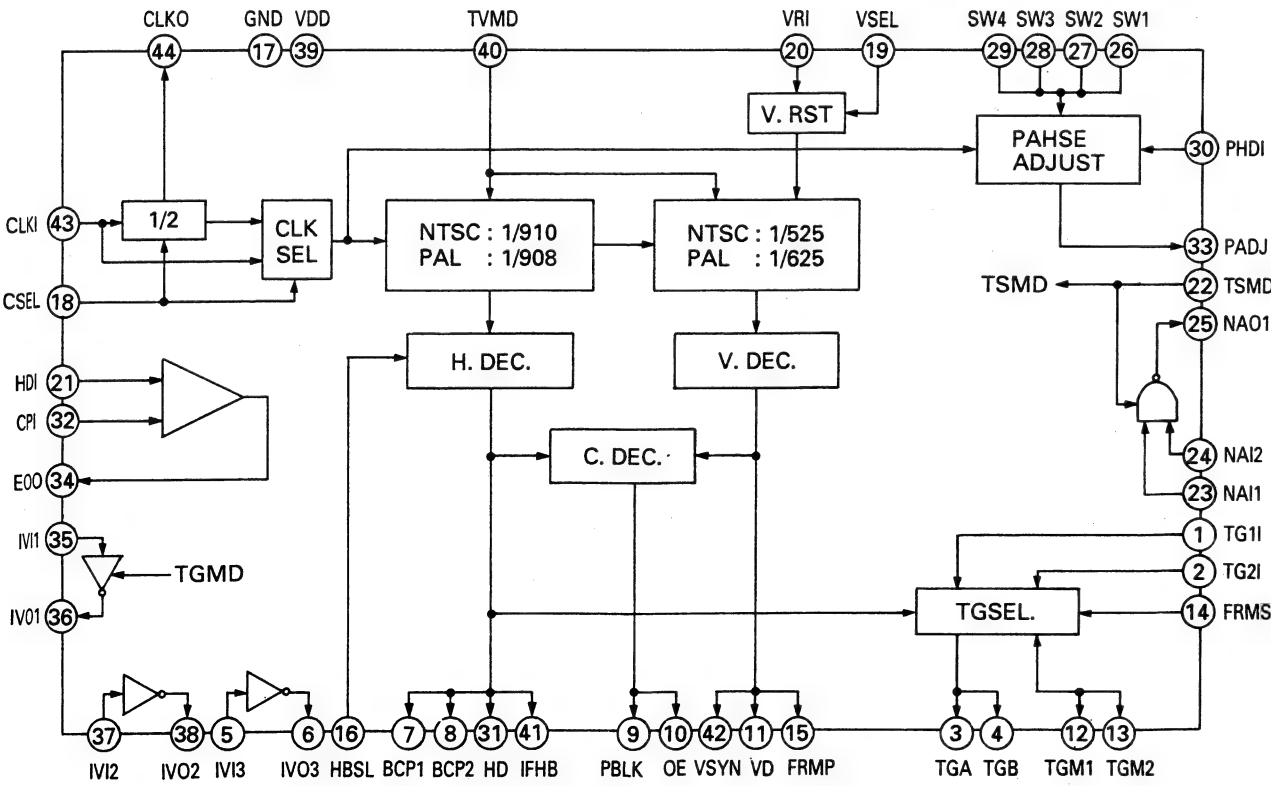 CLKO GND VDD TVMD VRI VSEL SW4 SW3 SW2 SW1
44 17 39 40 20 19 29 28 27 26
V. RST
PAHSE
ADJUST
30 PHDI
CLKI 43
1/2
CLK
SEL
NTSC : 1/910
PAL : 1/908
NTSC : 1/525
PAL : 1/625
33 PADJ
CSEL 18
TSMD
22 TSMD
25 NAO1
H. DEC.
V. DEC.
HDI 21
CPI 32
C. DEC.
24 NAI2
EOO 34
23 NAI1
IVI1 35
1 TG1I
TGMD
2 TG2I
IVO1 36
TGSEL.
14 FRMS
37 38 5 6 16 7 8 31 41 9 10 42 11 15 3 4 12 13
IVI2 IVO2 IVI3 IVO3 HBSL BCP1 BCP2 HD IFHB PBLK OE VSYN VD FRMP TGA TGB TGM1 TGM2